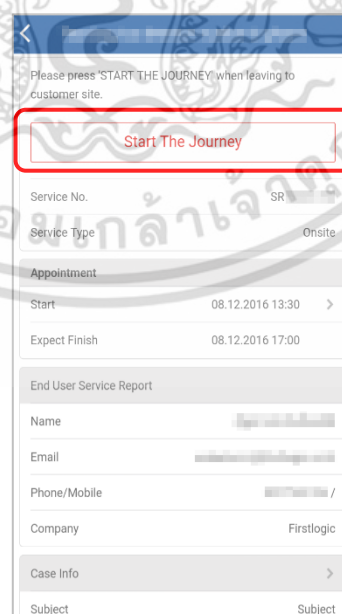 Please press 'START THE JOURNEY' when leaving to
customer site.
Start The Journey
Service No. SR
Service Type Onsite
Appointment
Start 08.12.2016 13:30 >
Expect Finish 08.12.2016 17:00
End User Service Report
Name
Email
Phone/Mobile /
Company Firstlogic
Case Info >
Subject Subject